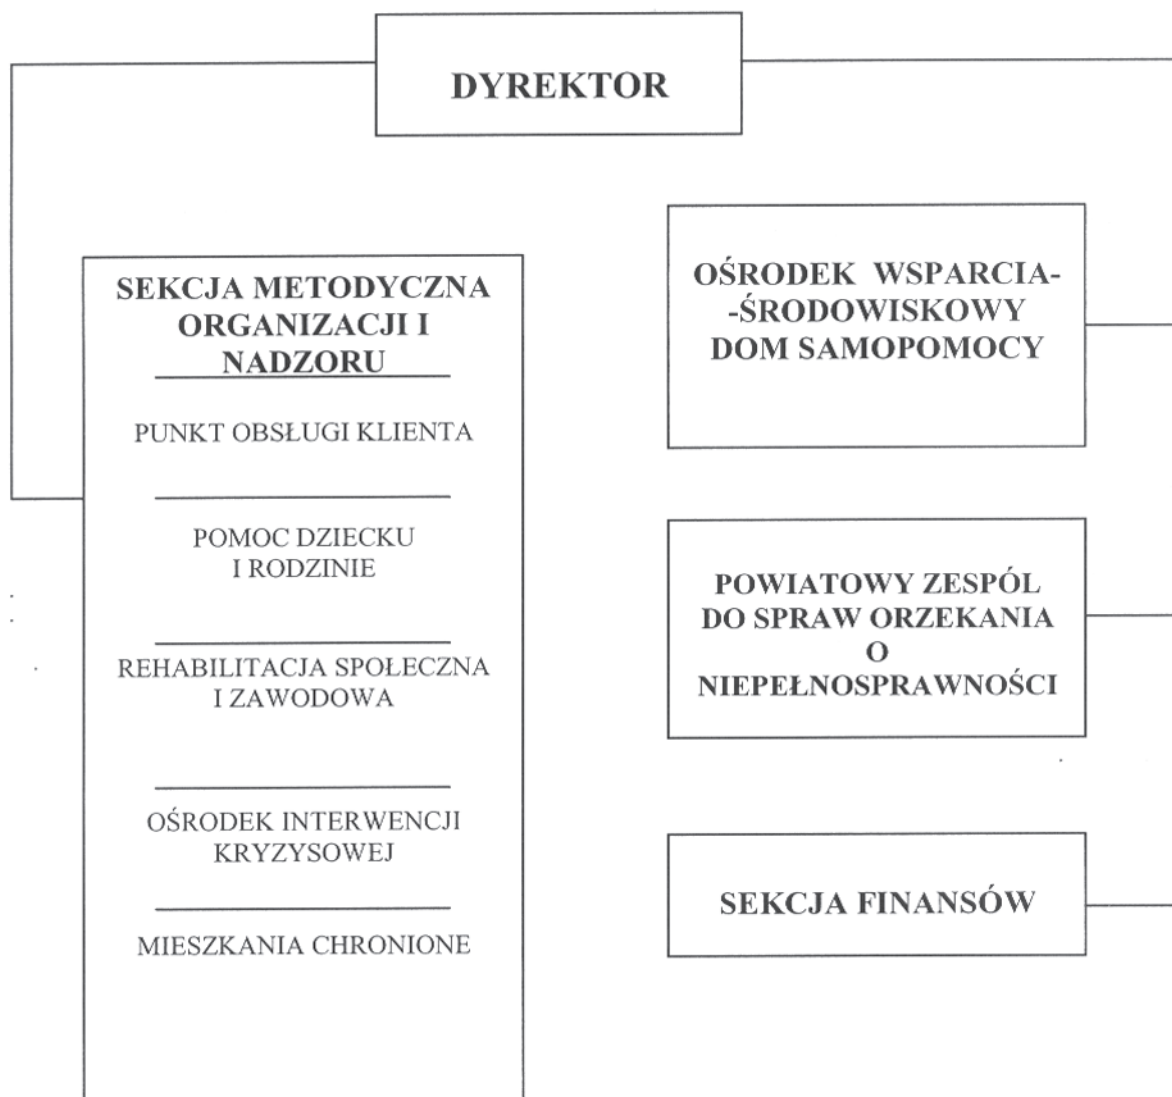 DYREKTOR
SEKCJA METODYCZNA
ORGANIZACJI I
NADZORU
PUNKT OBSŁUGI KLIENTA
POMOC DZIECKU
I RODZINIE
REHABILITACJA SPOŁECZNA
I ZAWODOWA
OŚRODEK INTERWENCJI
KRYZYSOWEJ
MIESZKANIA CHRONIONE
OŚRODEK WSPARCIA-
-ŚRODOWISKOWY
DOM SAMOPOMOCY
POWIATOWY ZESPÓL
DO SPRAW ORZEKANIA
O
NIEPEŁNOSPRAWNOŚCI
SEKCJA FINANSÓW